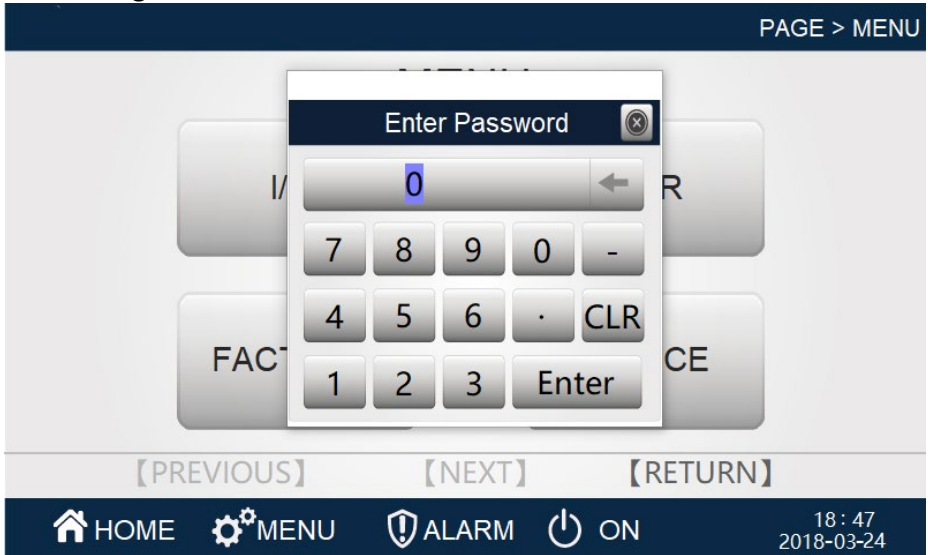 PAGE > MENU
Enter Password
0
I/
R
7 8 9 0 -
4 5 6 . CLR
FACT
CE
1 2 3 Enter
【PREVIOUS】 【NEXT】 【RETURN】
HOME MENU ALARM ON
18:47
2018-03-24